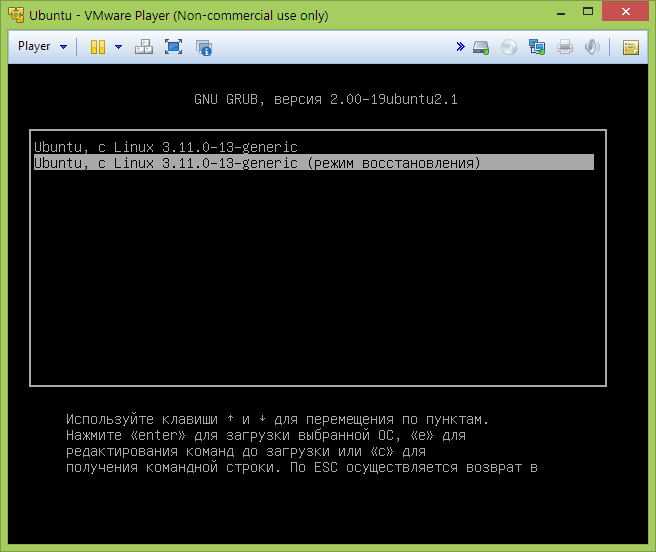 Ubuntu - VMware Player (Non-commercial use only)
Player
GNU GRUB, версия 2.00-19ubuntu2.1
Ubuntu, с Linux 3.11.0-13-generic
Ubuntu, с Linux 3.11.0-13-generic (режим восстановления)
Используйте клавиши ↑ и ↓ для перемещения по пунктам.
Нажмите «enter» для загрузки выбранной ОС, «e» для
редактирования команд до загрузки или «c» для
получения командной строки. По ESC осуществляется возврат в